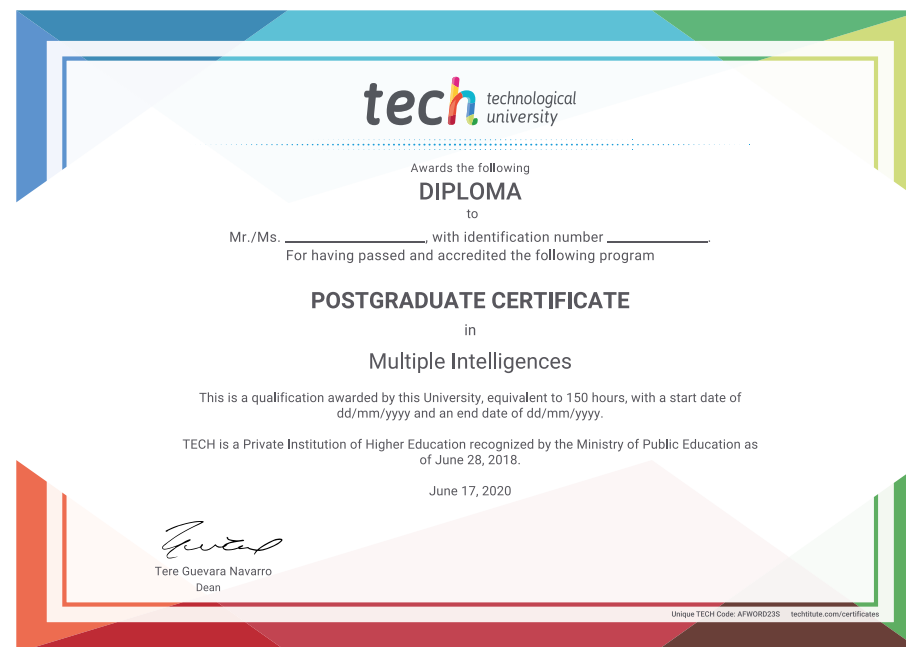 tech technological
university
Awards the following
DIPLOMA
to
Mr./Ms. ____________, with identification number ____________.
For having passed and accredited the following program
POSTGRADUATE CERTIFICATE
in
Multiple Intelligences
This is a qualification awarded by this University, equivalent to 150 hours, with a start date of
dd/mm/yyyy and an end date of dd/mm/yyyy.
TECH is a Private Institution of Higher Education recognized by the Ministry of Public Education as
of June 28, 2018.
June 17, 2020
Tere Guevara Navarro
Dean
Unique TECH Code: AFWORD23S techtitute.com/certificates